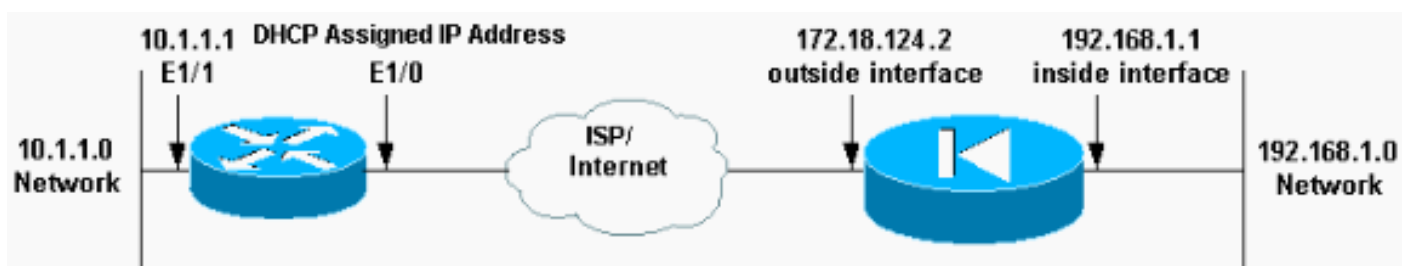 10.1.1.1
E1/1
DHCP Assigned IP Address
E1/0
172.18.124.2
outside interface
192.168.1.1
inside interface
10.1.1.0
Network
ISP/
Internet
192.168.1.0
Network